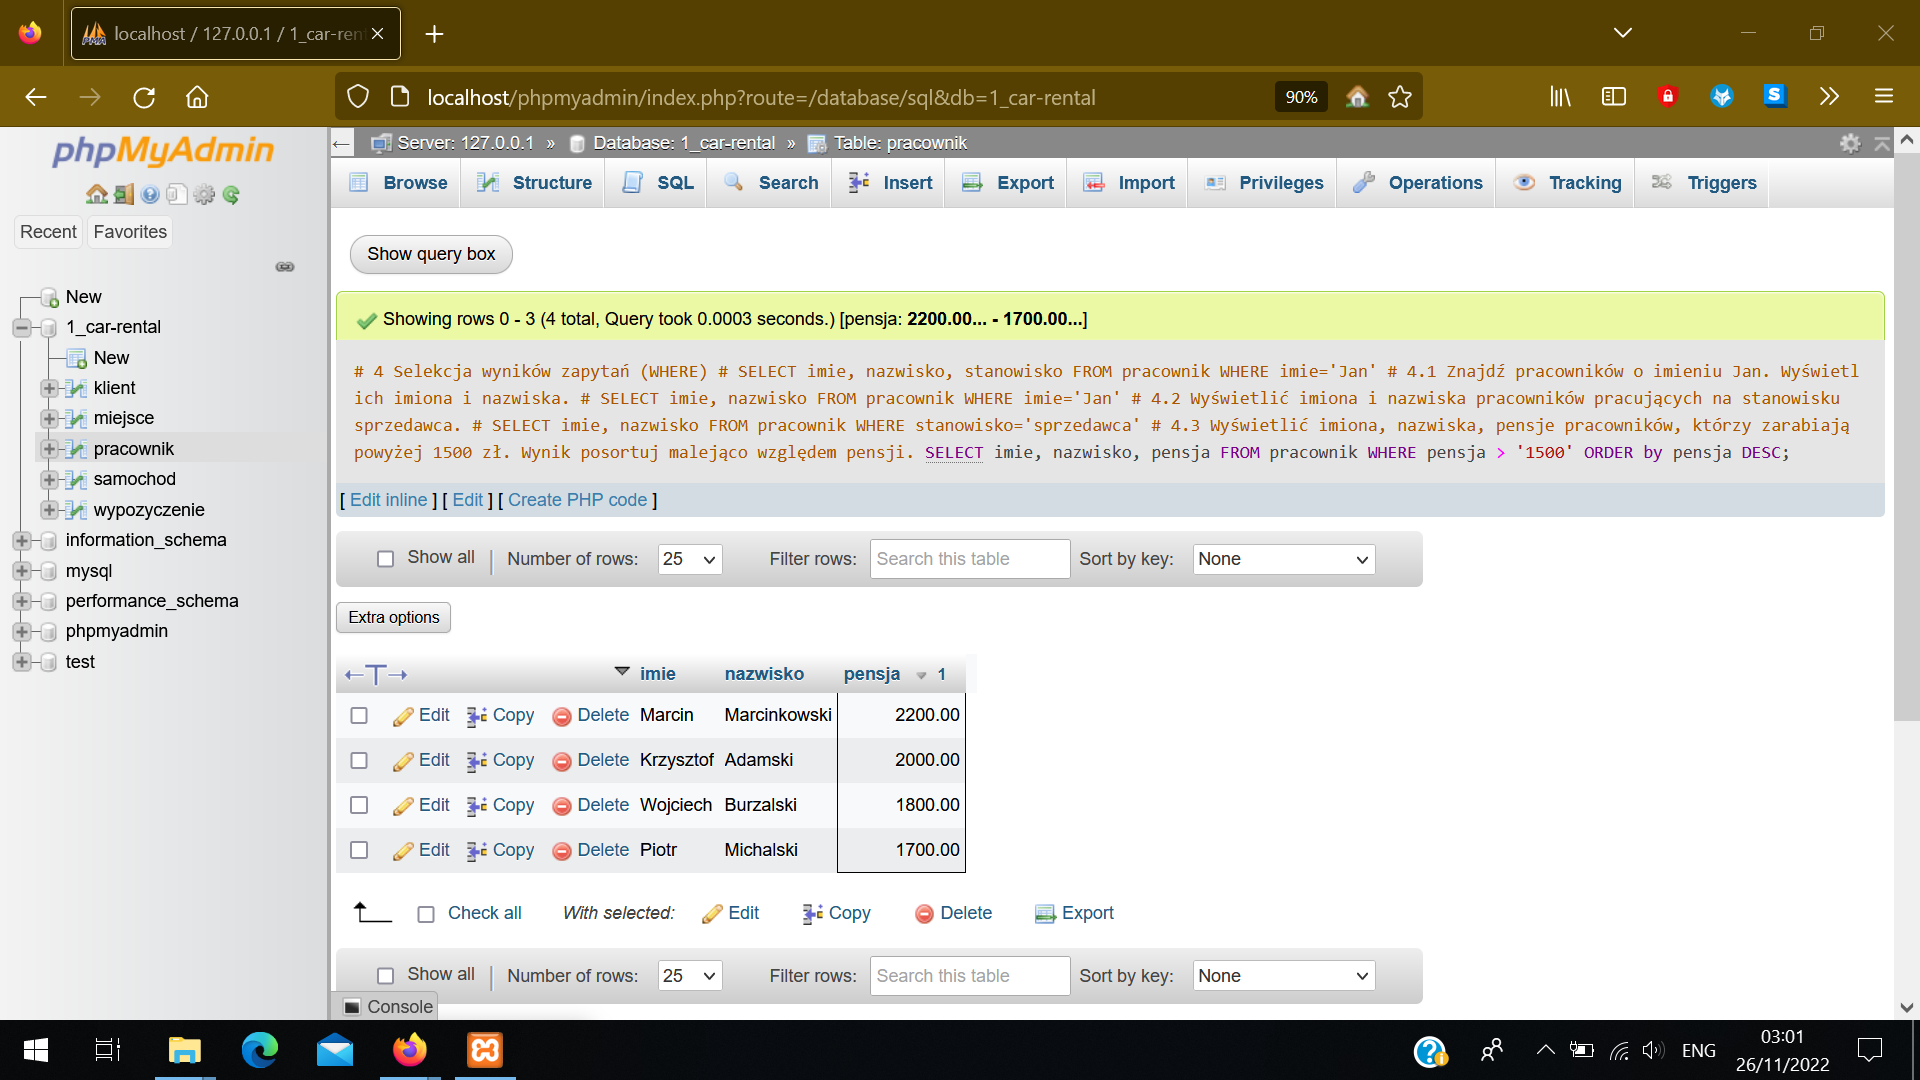 localhost / 127.0.0.1 / 1_car-ren
localhost/phpmyadmin/index.php?route=/database/sql&db=1_car-rental
90%
phpMyAdmin
Recent
Favorites
New
1_car-rental
New
klient
miejsce
pracownik
samochod
wypozyczenie
information_schema
mysql
performance_schema
phpmyadmin
test
Server: 127.0.0.1 » Database: 1_car-rental » Table: pracownik
Browse Structure SQL Search Insert Export Import Privileges Operations Tracking Triggers
Show query box
Showing rows 0 - 3 (4 total, Query took 0.0003 seconds.) [pensja: 2200.00... - 1700.00...]
# 4 Selekcja wyników zapytań (WHERE) # SELECT imie, nazwisko, stanowisko FROM pracownik WHERE imie='Jan' # 4.1 Znajdź pracowników o imieniu Jan. Wyświetl
ich imiona i nazwiska. # SELECT imie, nazwisko FROM pracownik WHERE imie='Jan' # 4.2 Wyświetlić imiona i nazwiska pracowników pracujących na stanowisku
sprzedawca. # SELECT imie, nazwisko FROM pracownik WHERE stanowisko='sprzedawca' # 4.3 Wyświetlić imiona, nazwiska, pensje pracowników, którzy zarabiają
powyżej 1500 zł. Wynik posortuj malejąco względem pensji. SELECT imie, nazwisko, pensja FROM pracownik WHERE pensja > '1500' ORDER by pensja DESC;
[ Edit inline ] [ Edit ] [ Create PHP code ]
Show all | Number of rows: 25 Filter rows: Search this table Sort by key: None
Extra options
imie nazwisko pensja 1
Edit Copy Delete Marcin Marcinkowski 2200.00
Edit Copy Delete Krzysztof Adamski 2000.00
Edit Copy Delete Wojciech Burzalski 1800.00
Edit Copy Delete Piotr Michalski 1700.00
Check all With selected: Edit Copy Delete Export
Show all | Number of rows: 25 Filter rows: Search this table Sort by key: None
Console
ENG
03:01
26/11/2022